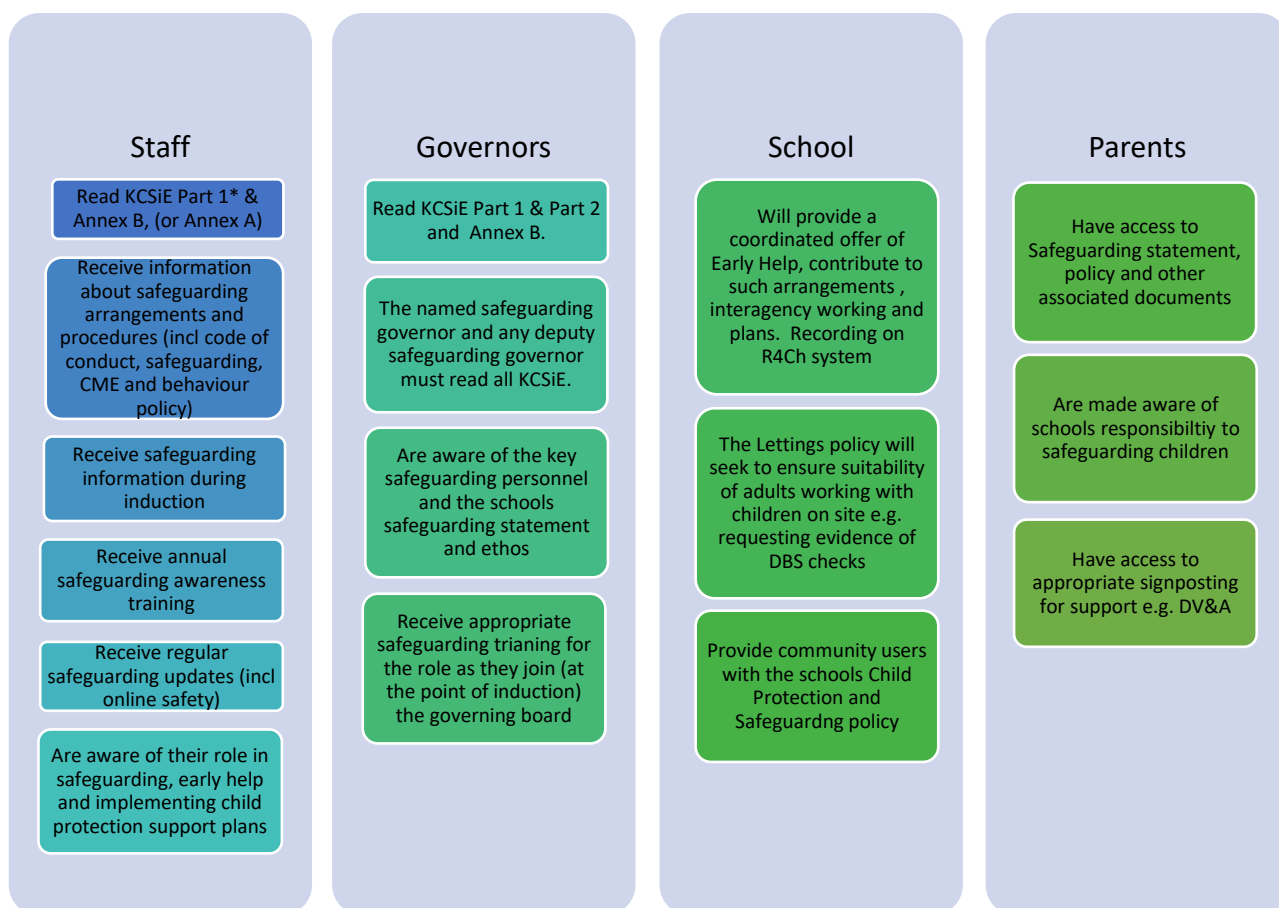 Staff
Read KCSiE Part 1* &
Annex B, (or Annex A)
Receive information
about safeguarding
arrangements and
procedures (incl code of
conduct, safeguarding,
CME and behaviour
policy)
Receive safeguarding
information during
induction
Receive annual
safeguarding awareness
training
Receive regular
safeguarding updates (incl
online safety)
Are aware of their role in
safeguarding, early help
and implementing child
protection support plans
Governors
Read KCSiE Part 1 & Part 2
and Annex B.
The named safeguarding
governor and any deputy
safeguarding governor
must read all KCSiE.
Are aware of the key
safeguarding personnel
and the schools
safeguarding statement
and ethos
Receive appropriate
safeguarding trianing for
the role as they join (at
the point of induction)
the governing board
School
Will provide a
coordinated offer of
Early Help, contribute to
such arrangements ,
interagency working and
plans. Recording on
R4Ch system
The Lettings policy will
seek to ensure suitability
of adults working with
children on site e.g.
requesting evidence of
DBS checks
Provide community users
with the schools Child
Protection and
Safeguardng policy
Parents
Have access to
Safeguarding statement,
policy and other
associated documents
Are made aware of
schools responsibiltiy to
safeguarding children
Have access to
appropriate signposting
for support e.g. DV&A